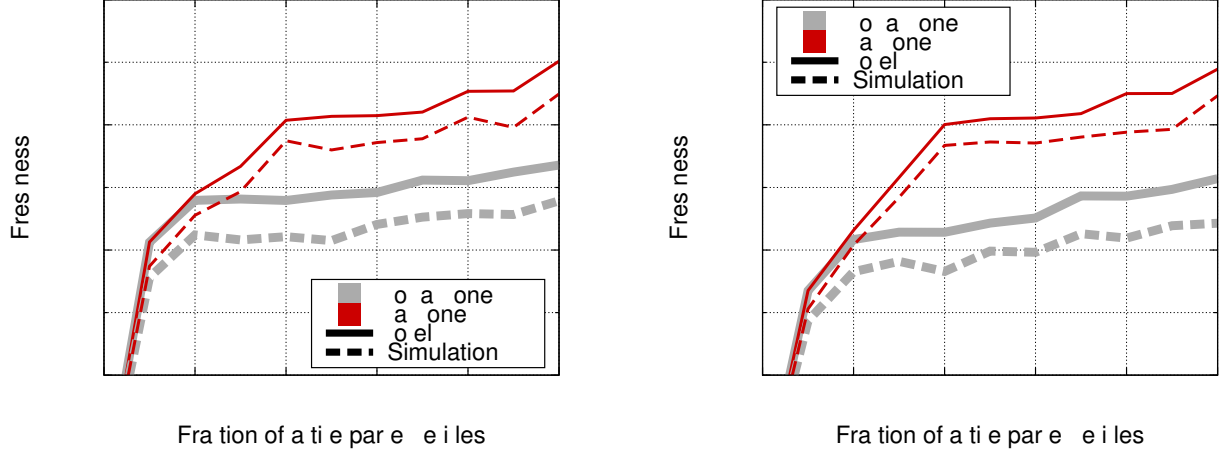 Fres ness
o a one
a one
o el
Simulation
Fra tion of a ti e par e e i les
Fres ness
o a one
a one
o el
Simulation
Fra tion of a ti e par e e i les